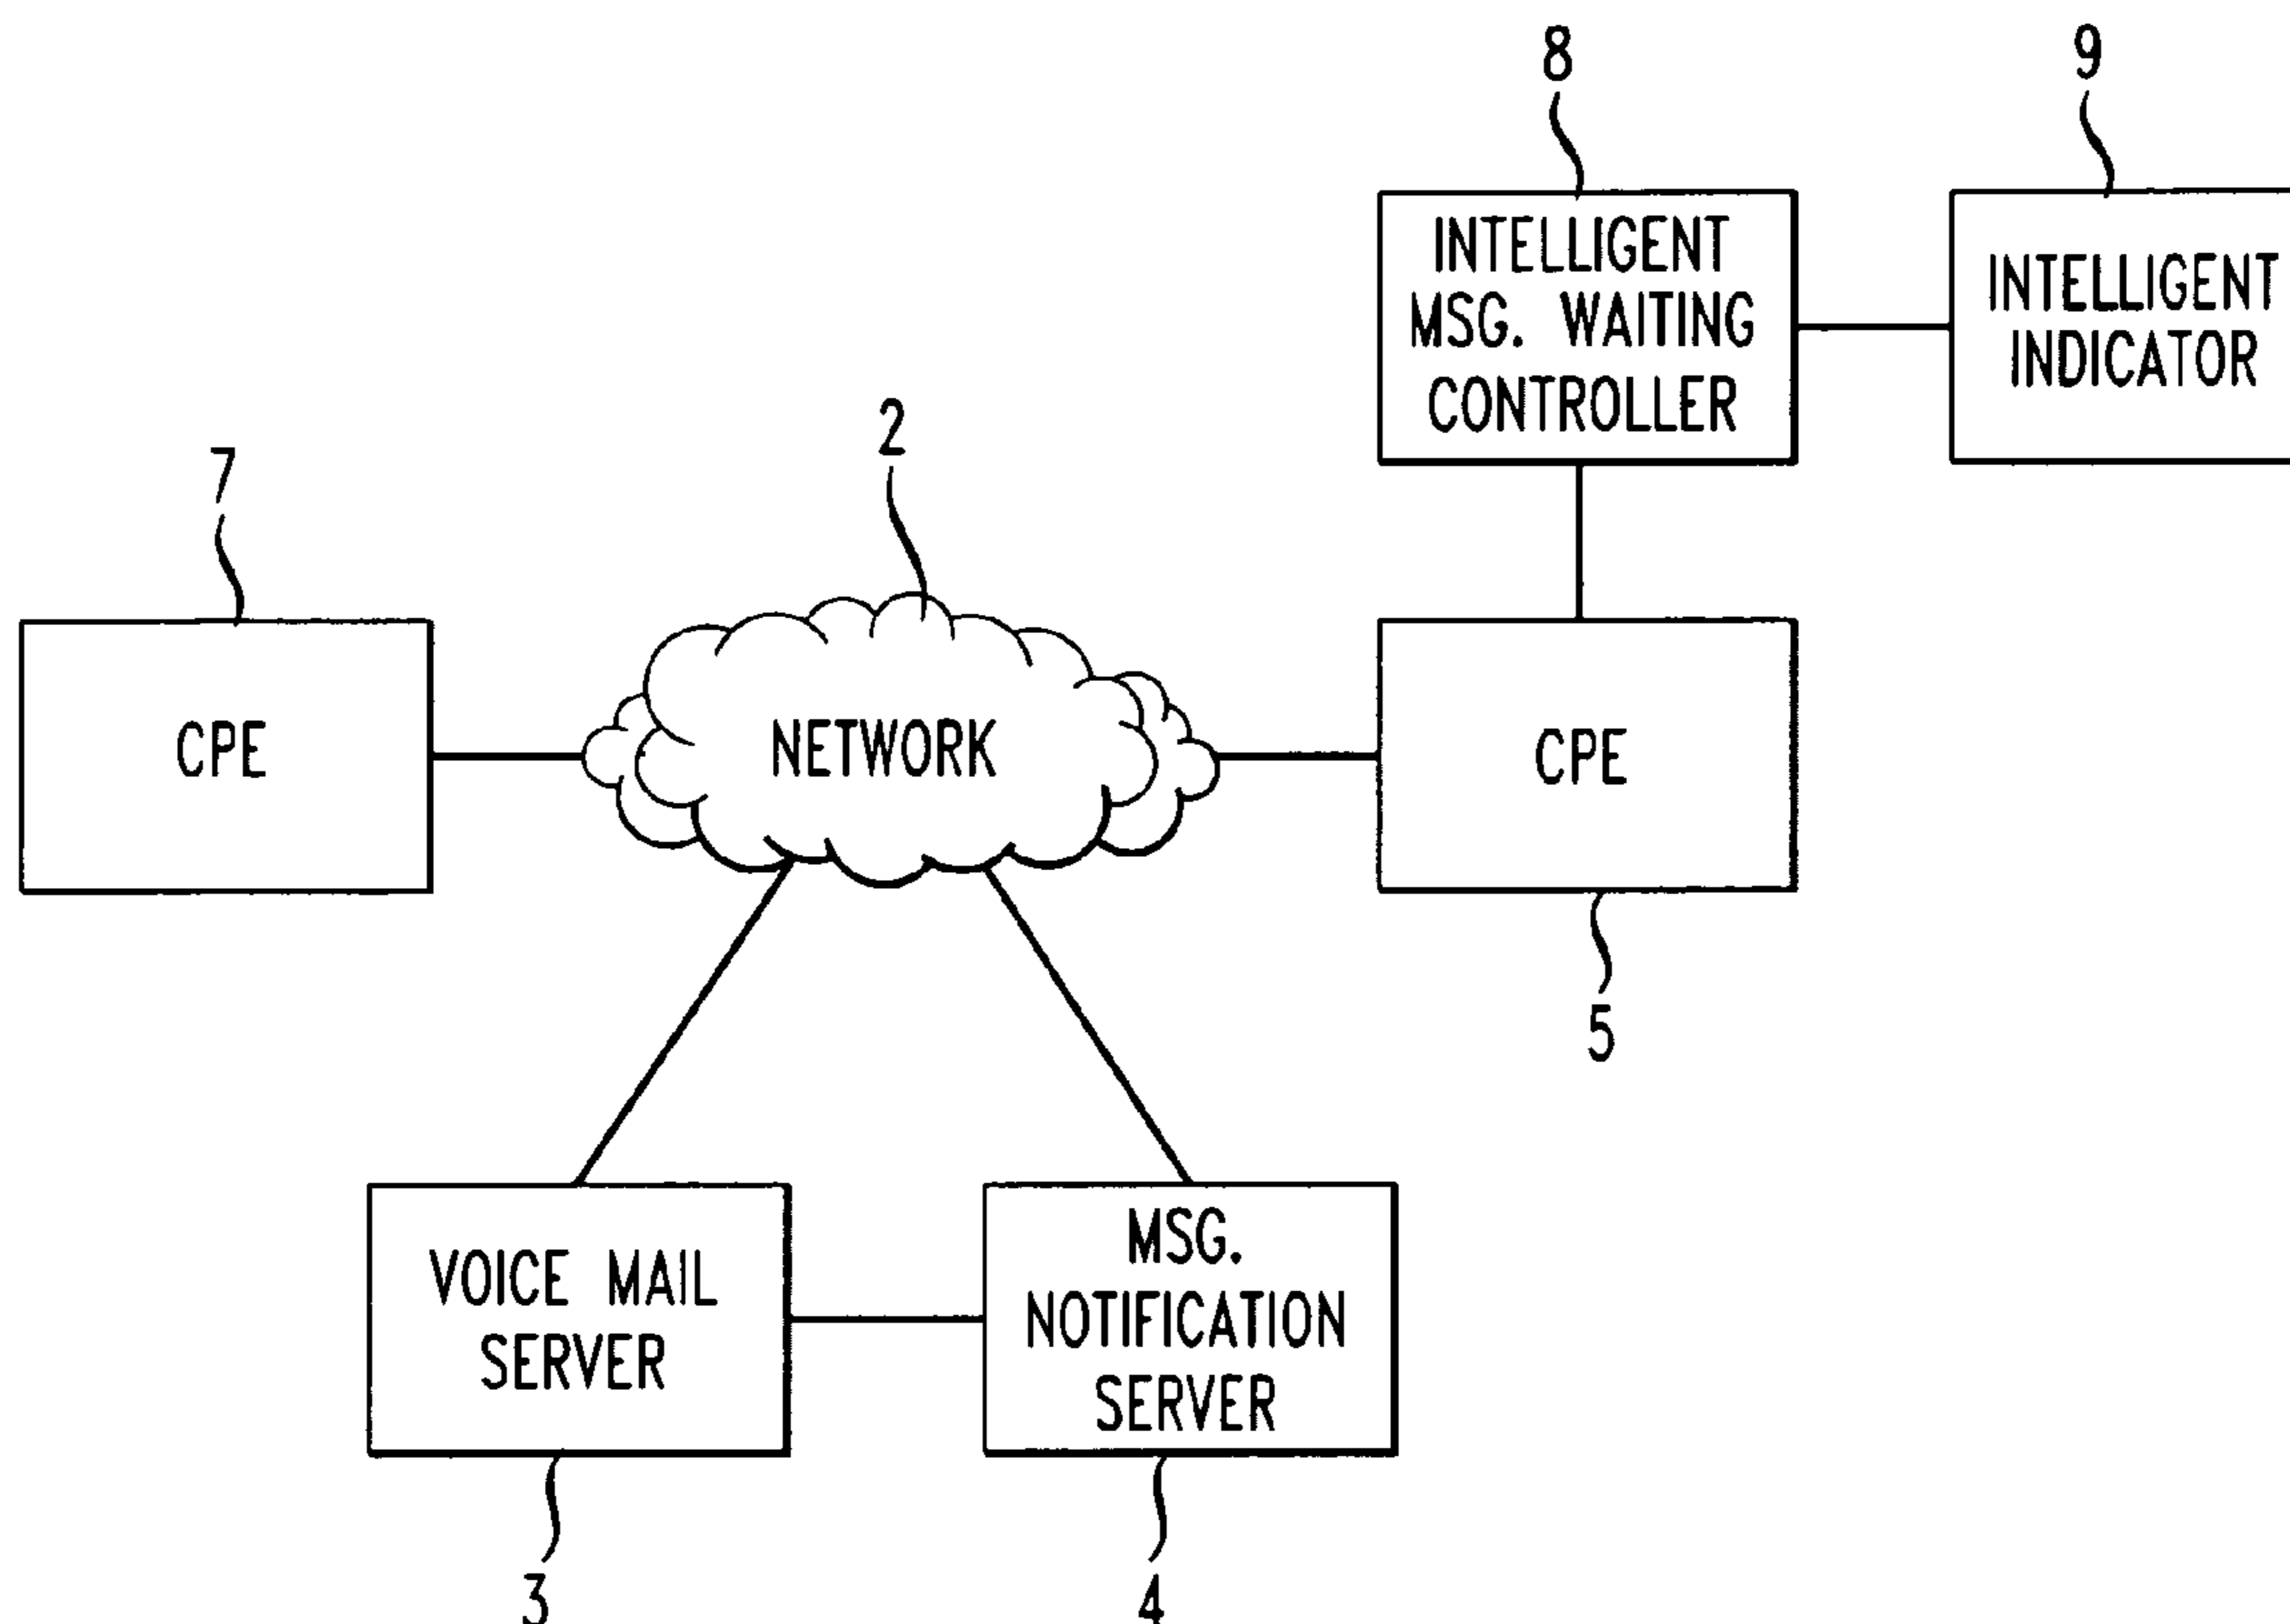 8
9
INTELLIGENT
MSG. WAITING
CONTROLLER
INTELLIGENT
INDICATOR
2
7
CPE
NETWORK
CPE
5
VOICE MAIL
SERVER
MSG.
NOTIFICATION
SERVER
3
4